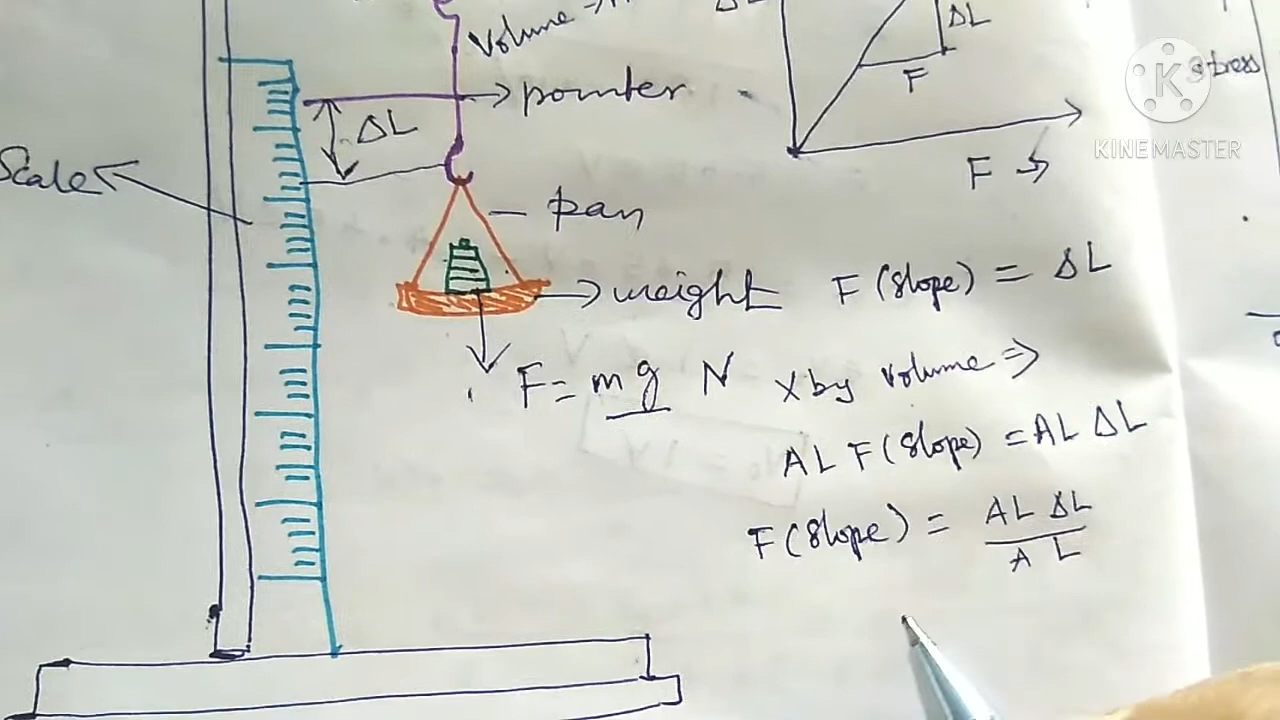 Volume →
ΔL
F
stress
K
KINEMASTER
pointer
ΔL
F →
Scale
pan
weight
F (slope) = ΔL
F = mg N
X by volume ⇒
AL F (slope) = AL ΔL
F (slope) = AL ΔL / A L